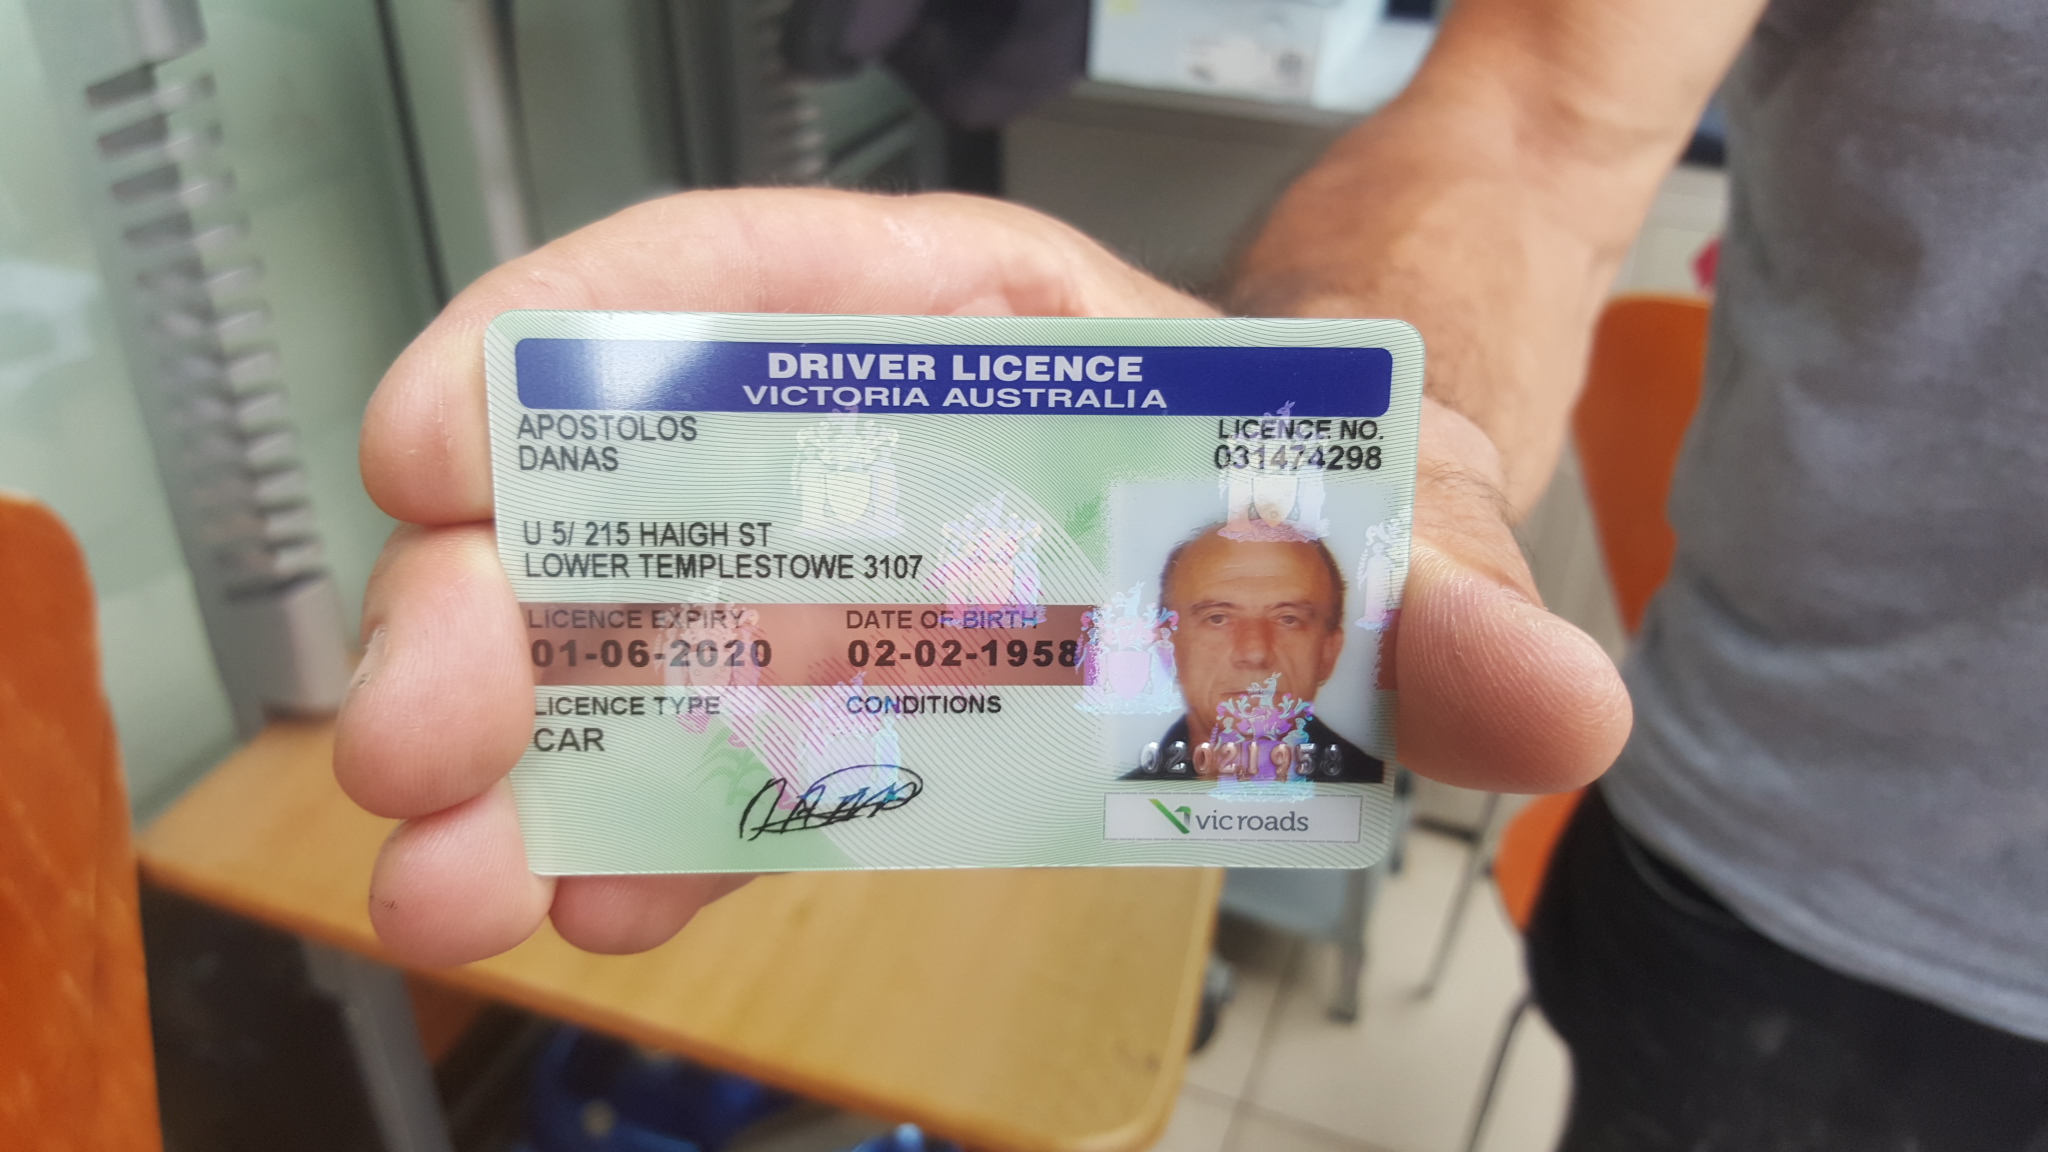 DRIVER LICENCE
VICTORIA AUSTRALIA
APOSTOLOS
DANAS
LICENCE NO.
031474298
U 5/ 215 HAIGH ST
LOWER TEMPLESTOWE 3107
LICENCE EXPIRY
DATE OF BIRTH
01-06-2020
02-02-1958
LICENCE TYPE
CONDITIONS
CAR
02021958
vicroads